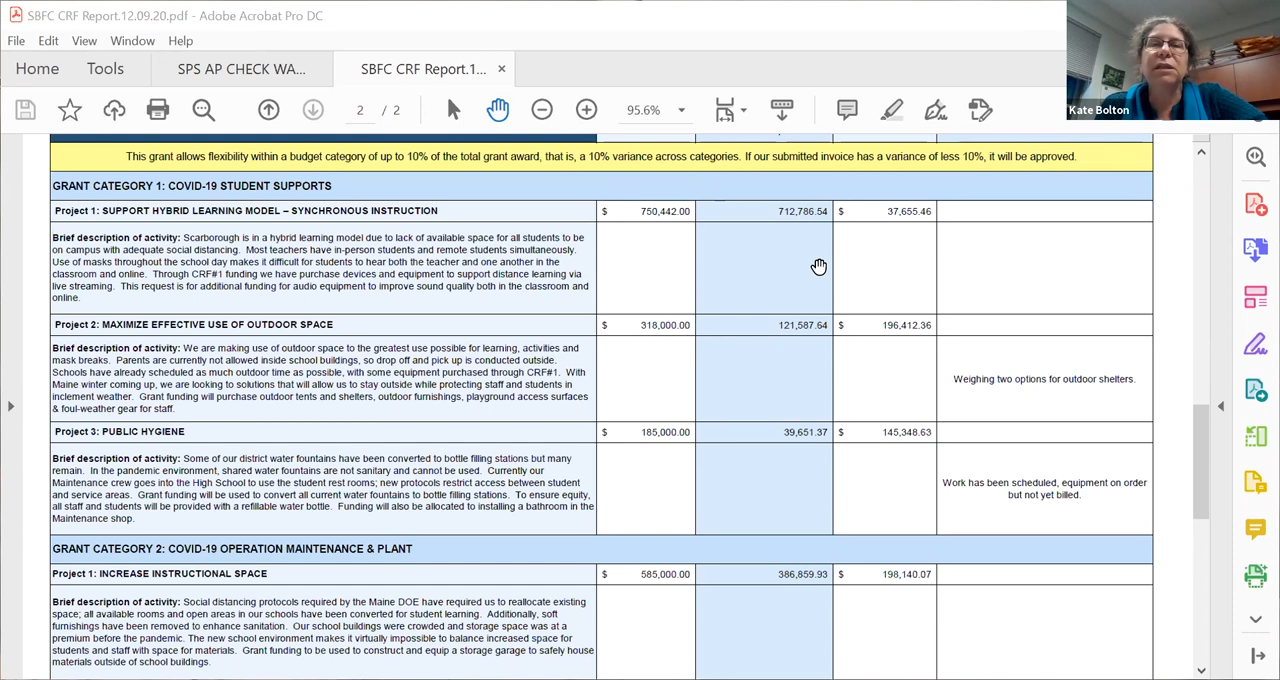 SBFC CRF Report.12.09.20.pdf - Adobe Acrobat Pro DC
File Edit View Window Help
Home Tools SPS AP CHECK WA... SBFC CRF Report.1... ×
2 / 2 95.6%
Kate Bolton
This grant allows flexibility within a budget category of up to 10% of the total grant award, that is, a 10% variance across categories. If our submitted invoice has a variance of less 10%, it will be approved.
GRANT CATEGORY 1: COVID-19 STUDENT SUPPORTS
Project 1: SUPPORT HYBRID LEARNING MODEL – SYNCHRONOUS INSTRUCTION $ 750,442.00 712,786.54 $ 37,655.46
Brief description of activity: Scarborough is in a hybrid learning model due to lack of available space for all students to be
on campus with adequate social distancing. Most teachers have in-person students and remote students simultaneously.
Use of masks throughout the school day makes it difficult for students to hear both the teacher and one another in the
classroom and online. Through CRF#1 funding we have purchase devices and equipment to support distance learning via
live streaming. This request is for additional funding for audio equipment to improve sound quality both in the classroom and
online.
Project 2: MAXIMIZE EFFECTIVE USE OF OUTDOOR SPACE $ 318,000.00 121,587.64 $ 196,412.36
Brief description of activity: We are making use of outdoor space to the greatest use possible for learning, activities and
mask breaks. Parents are currently not allowed inside school buildings, so drop off and pick up is conducted outside.
Schools have already scheduled as much outdoor time as possible, with some equipment purchased through CRF#1. With
Maine winter coming up, we are looking to solutions that will allow us to stay outside while protecting staff and students in
inclement weather. Grant funding will purchase outdoor tents and shelters, outdoor furnishings, playground access surfaces
& foul-weather gear for staff.
Weighing two options for outdoor shelters.
Project 3: PUBLIC HYGIENE $ 185,000.00 39,651.37 $ 145,348.63
Brief description of activity: Some of our district water fountains have been converted to bottle filling stations but many
remain. In the pandemic environment, shared water fountains are not sanitary and cannot be used. Currently our
Maintenance crew goes into the High School to use the student rest rooms; new protocols restrict access between student
and service areas. Grant funding will be used to convert all current water fountains to bottle filling stations. To ensure equity,
all staff and students will be provided with a refillable water bottle. Funding will also be allocated to installing a bathroom in the
Maintenance shop.
Work has been scheduled, equipment on order
but not yet billed.
GRANT CATEGORY 2: COVID-19 OPERATION MAINTENANCE & PLANT
Project 1: INCREASE INSTRUCTIONAL SPACE $ 585,000.00 386,859.93 $ 198,140.07
Brief description of activity: Social distancing protocols required by the Maine DOE have required us to reallocate existing
space; all available rooms and open areas in our schools have been converted for student learning. Additionally, soft
furnishings have been removed to enhance sanitation. Our school buildings were crowded and storage space was at a
premium before the pandemic. The new school environment makes it virtually impossible to balance increased space for
students and staff with space for materials. Grant funding to be used to construct and equip a storage garage to safely house
materials outside of school buildings.